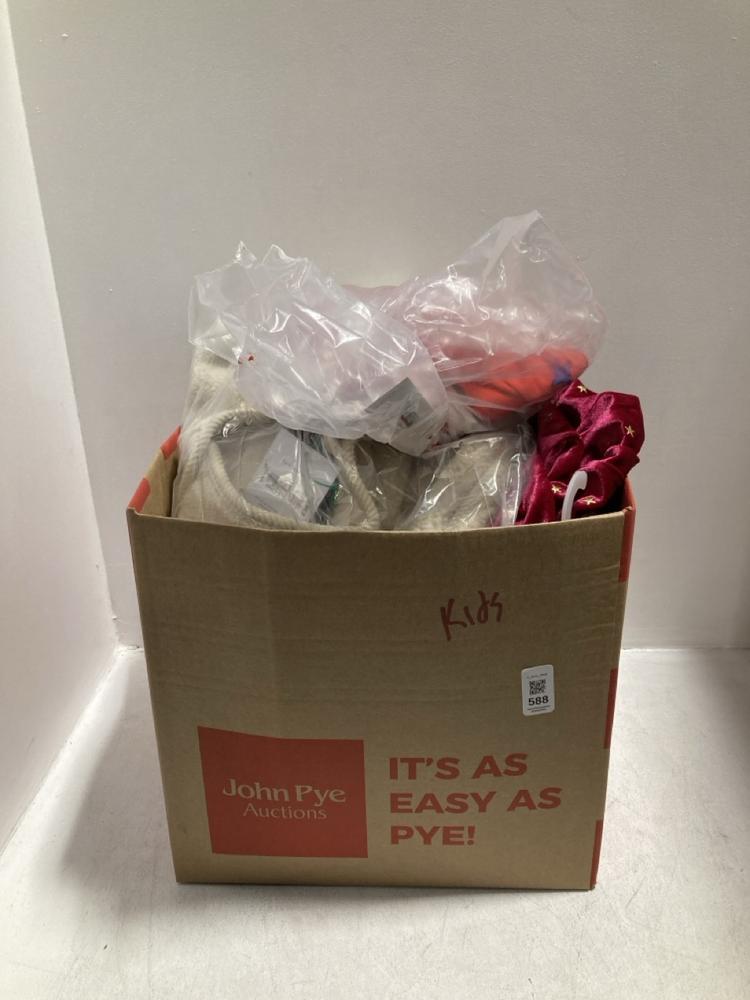 Kids
588
John Pye
Auctions
IT'S AS
EASY AS
PYE!